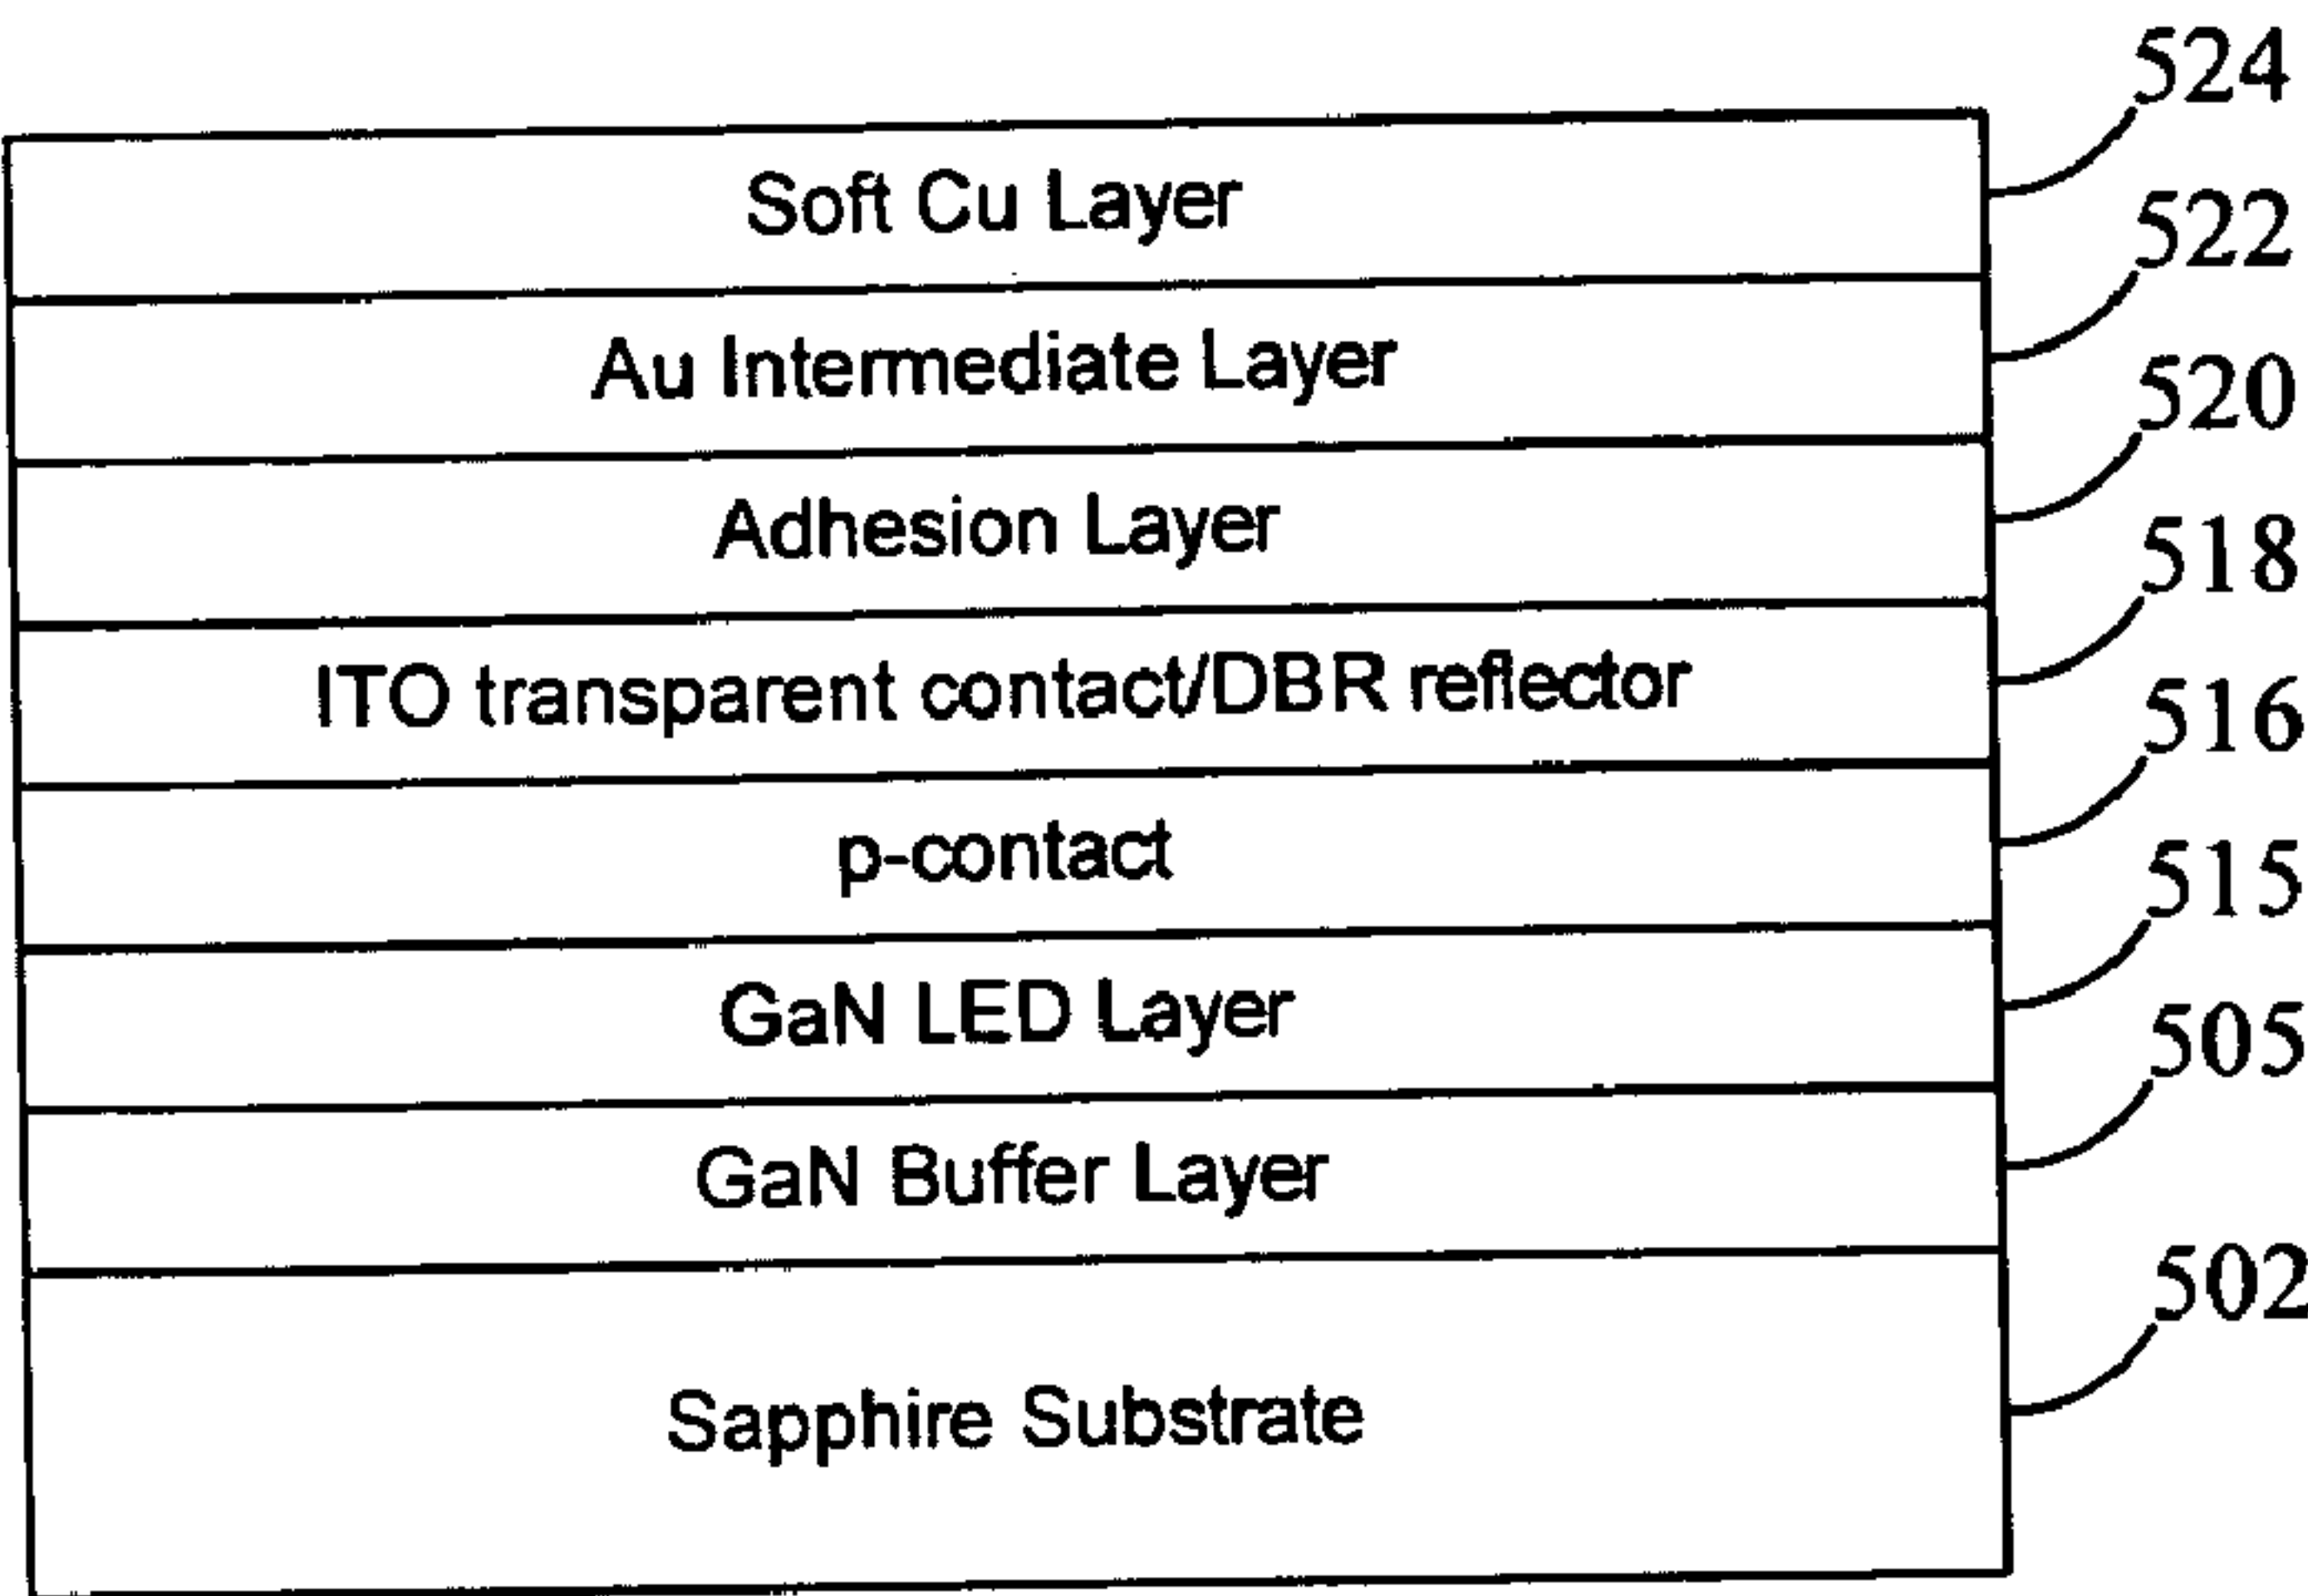 524
Soft Cu Layer
522
Au Intermediate Layer
520
Adhesion Layer
518
ITO transparent contact/DBR reflector
516
p-contact
515
GaN LED Layer
505
GaN Buffer Layer
502
Sapphire Substrate